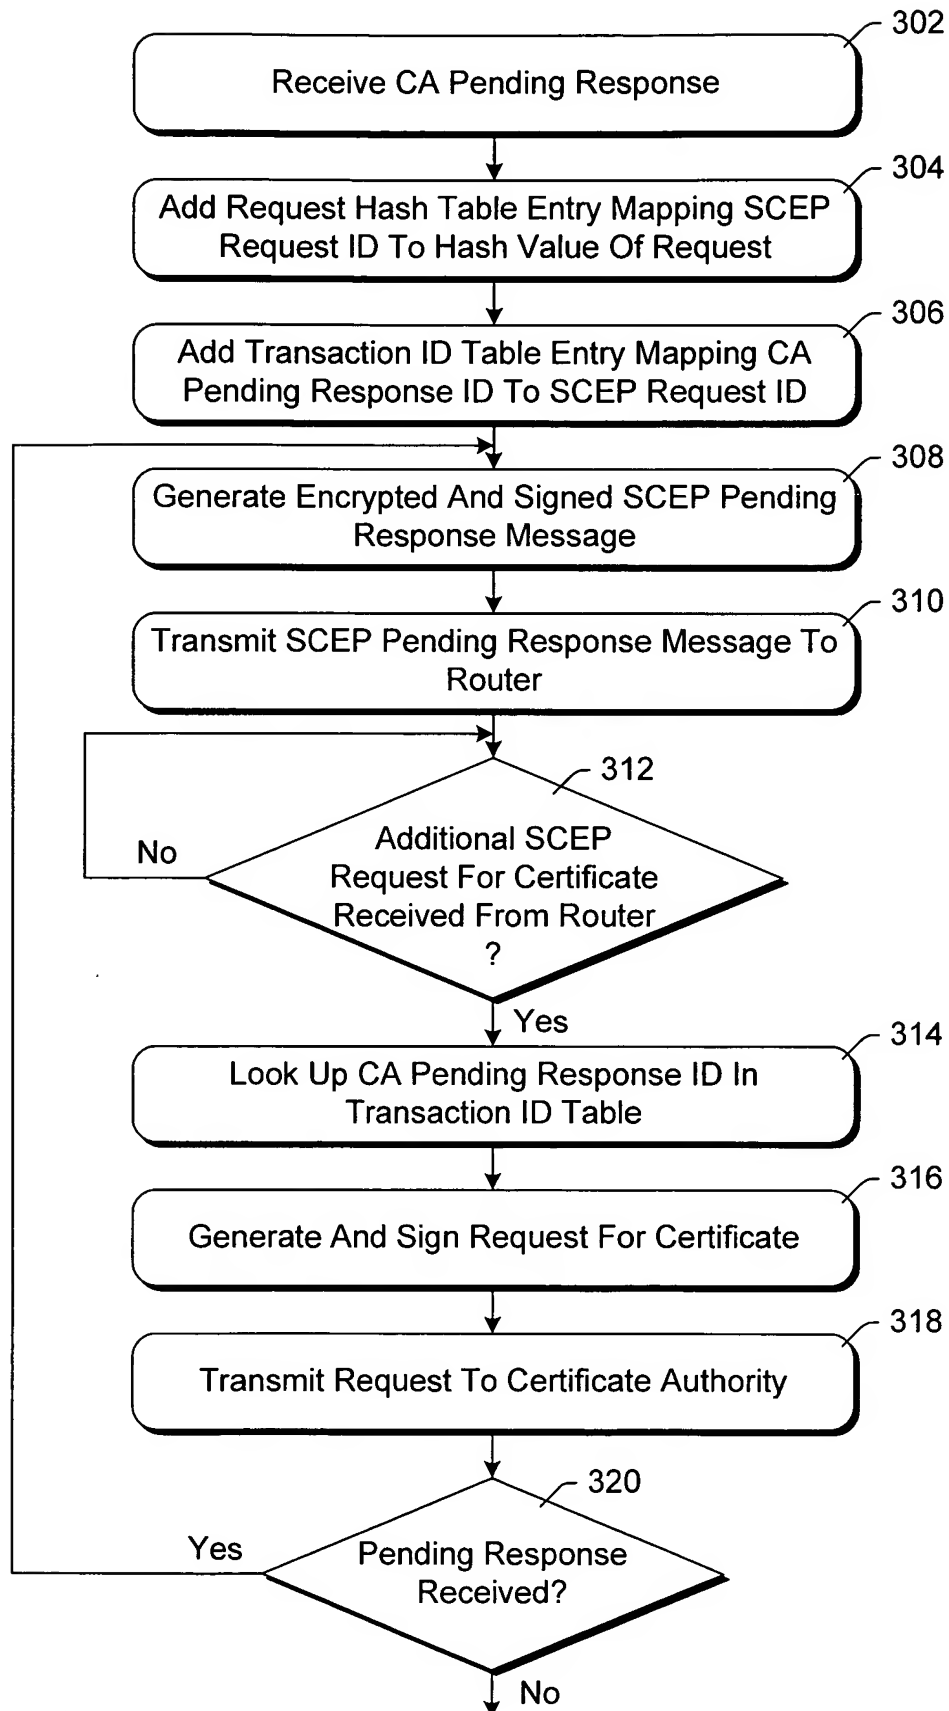 302
Receive CA Pending Response
304
Add Request Hash Table Entry Mapping SCEP
Request ID To Hash Value Of Request
306
Add Transaction ID Table Entry Mapping CA
Pending Response ID To SCEP Request ID
308
Generate Encrypted And Signed SCEP Pending
Response Message
310
Transmit SCEP Pending Response Message To
Router
312
Additional SCEP
Request For Certificate
Received From Router
?
No
Yes
314
Look Up CA Pending Response ID In
Transaction ID Table
316
Generate And Sign Request For Certificate
318
Transmit Request To Certificate Authority
320
Pending Response
Received?
Yes
No